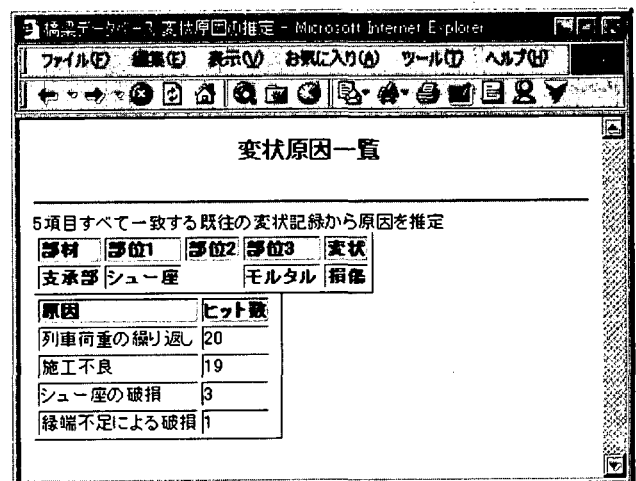 橋梁データベース 変状原因の推定 - Microsoft Internet Explorer
ファイル(F) 編集(E) 表示(V) お気に入り(A) ツール(T) ヘルプ(H)
変状原因一覧
5項目すべて一致する既往の変状記録から原因を推定
部材 部位1 部位2 部位3 変状
支承部 シュー座 モルタル 損傷
原因 ヒット数
列車荷重の繰り返し 20
施工不良 19
シュー座の破損 3
縁端不足による破損 1